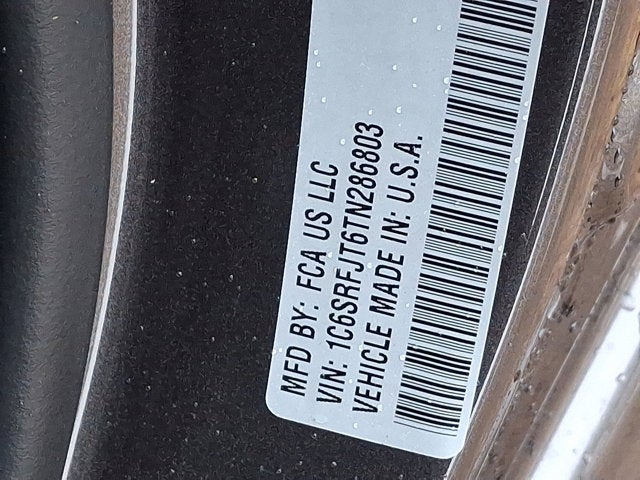 MFD BY: FCA US LLC
VIN: 1C6SRFJT6TN286803
VEHICLE MADE IN: U.S.A.